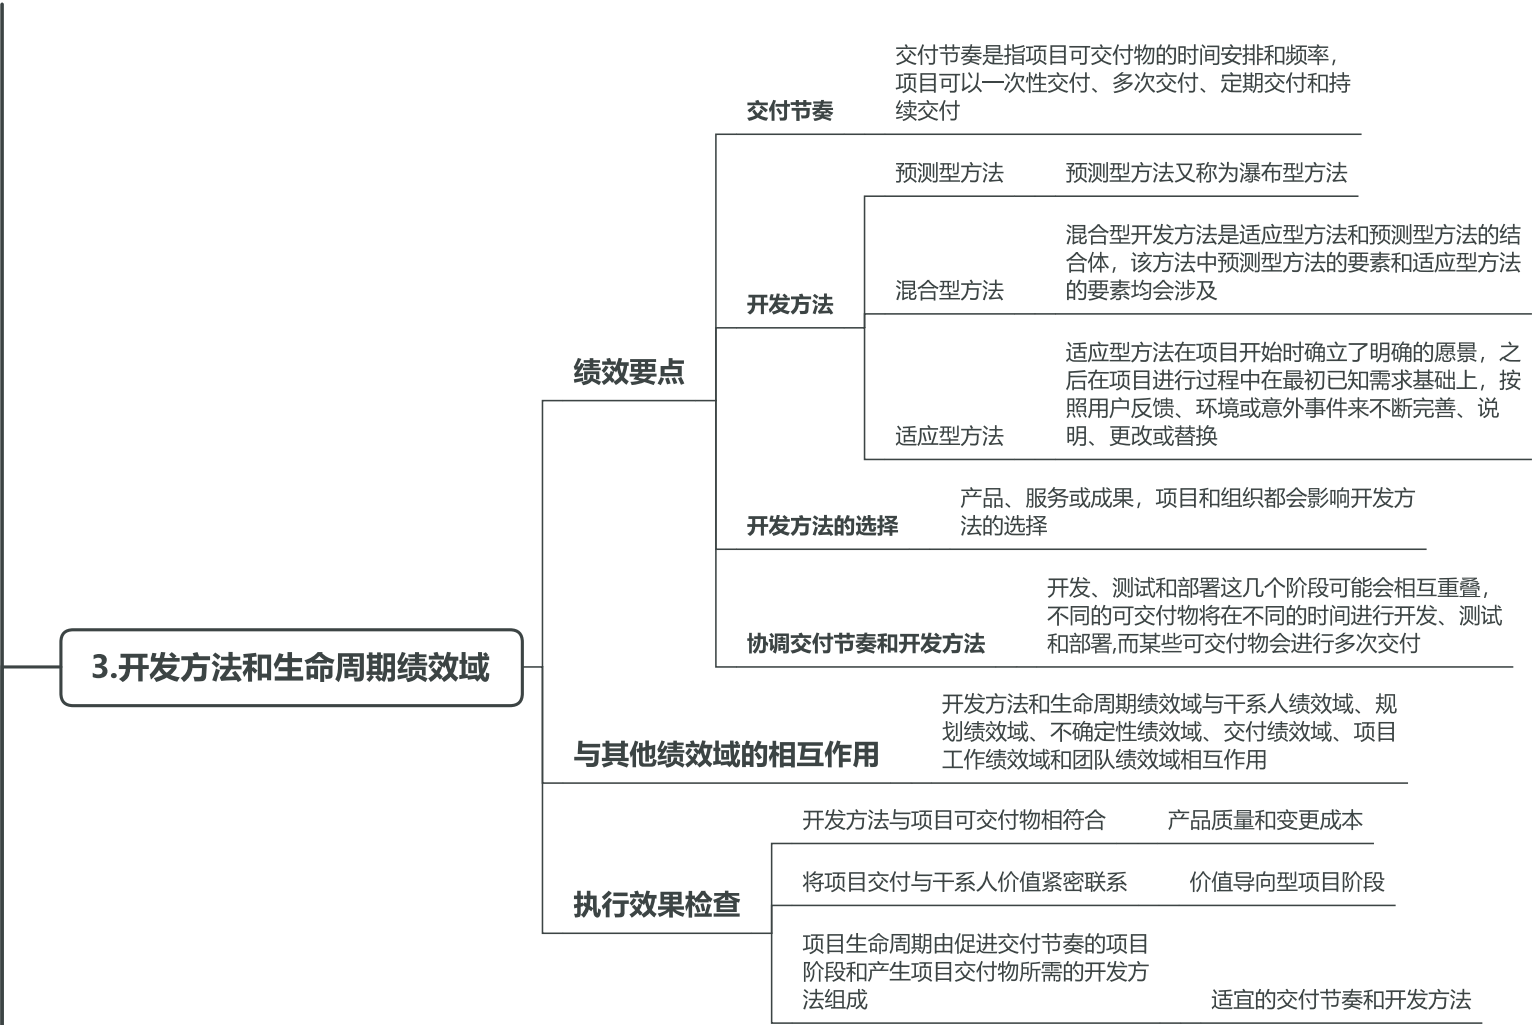 交付节奏是指项目可交付物的时间安排和频率，
项目可以一次性交付、多次交付、定期交付和持
续交付
交付节奏
预测型方法
预测型方法又称为瀑布型方法
混合型开发方法是适应型方法和预测型方法的结
合体，该方法中预测型方法的要素和适应型方法
的要素均会涉及
混合型方法
开发方法
适应型方法在项目开始时确立了明确的愿景，之
后在项目进行过程中在最初已知需求基础上，按
照用户反馈、环境或意外事件来不断完善、说
明、更改或替换
适应型方法
绩效要点
产品、服务或成果，项目和组织都会影响开发方
法的选择
开发方法的选择
开发、测试和部署这几个阶段可能会相互重叠，
不同的可交付物将在不同的时间进行开发、测试
和部署,而某些可交付物会进行多次交付
协调交付节奏和开发方法
3.开发方法和生命周期绩效域
开发方法和生命周期绩效域与干系人绩效域、规
划绩效域、不确定性绩效域、交付绩效域、项目
工作绩效域和团队绩效域相互作用
与其他绩效域的相互作用
开发方法与项目可交付物相符合
产品质量和变更成本
将项目交付与干系人价值紧密联系
价值导向型项目阶段
执行效果检查
项目生命周期由促进交付节奏的项目
阶段和产生项目交付物所需的开发方
法组成
适宜的交付节奏和开发方法